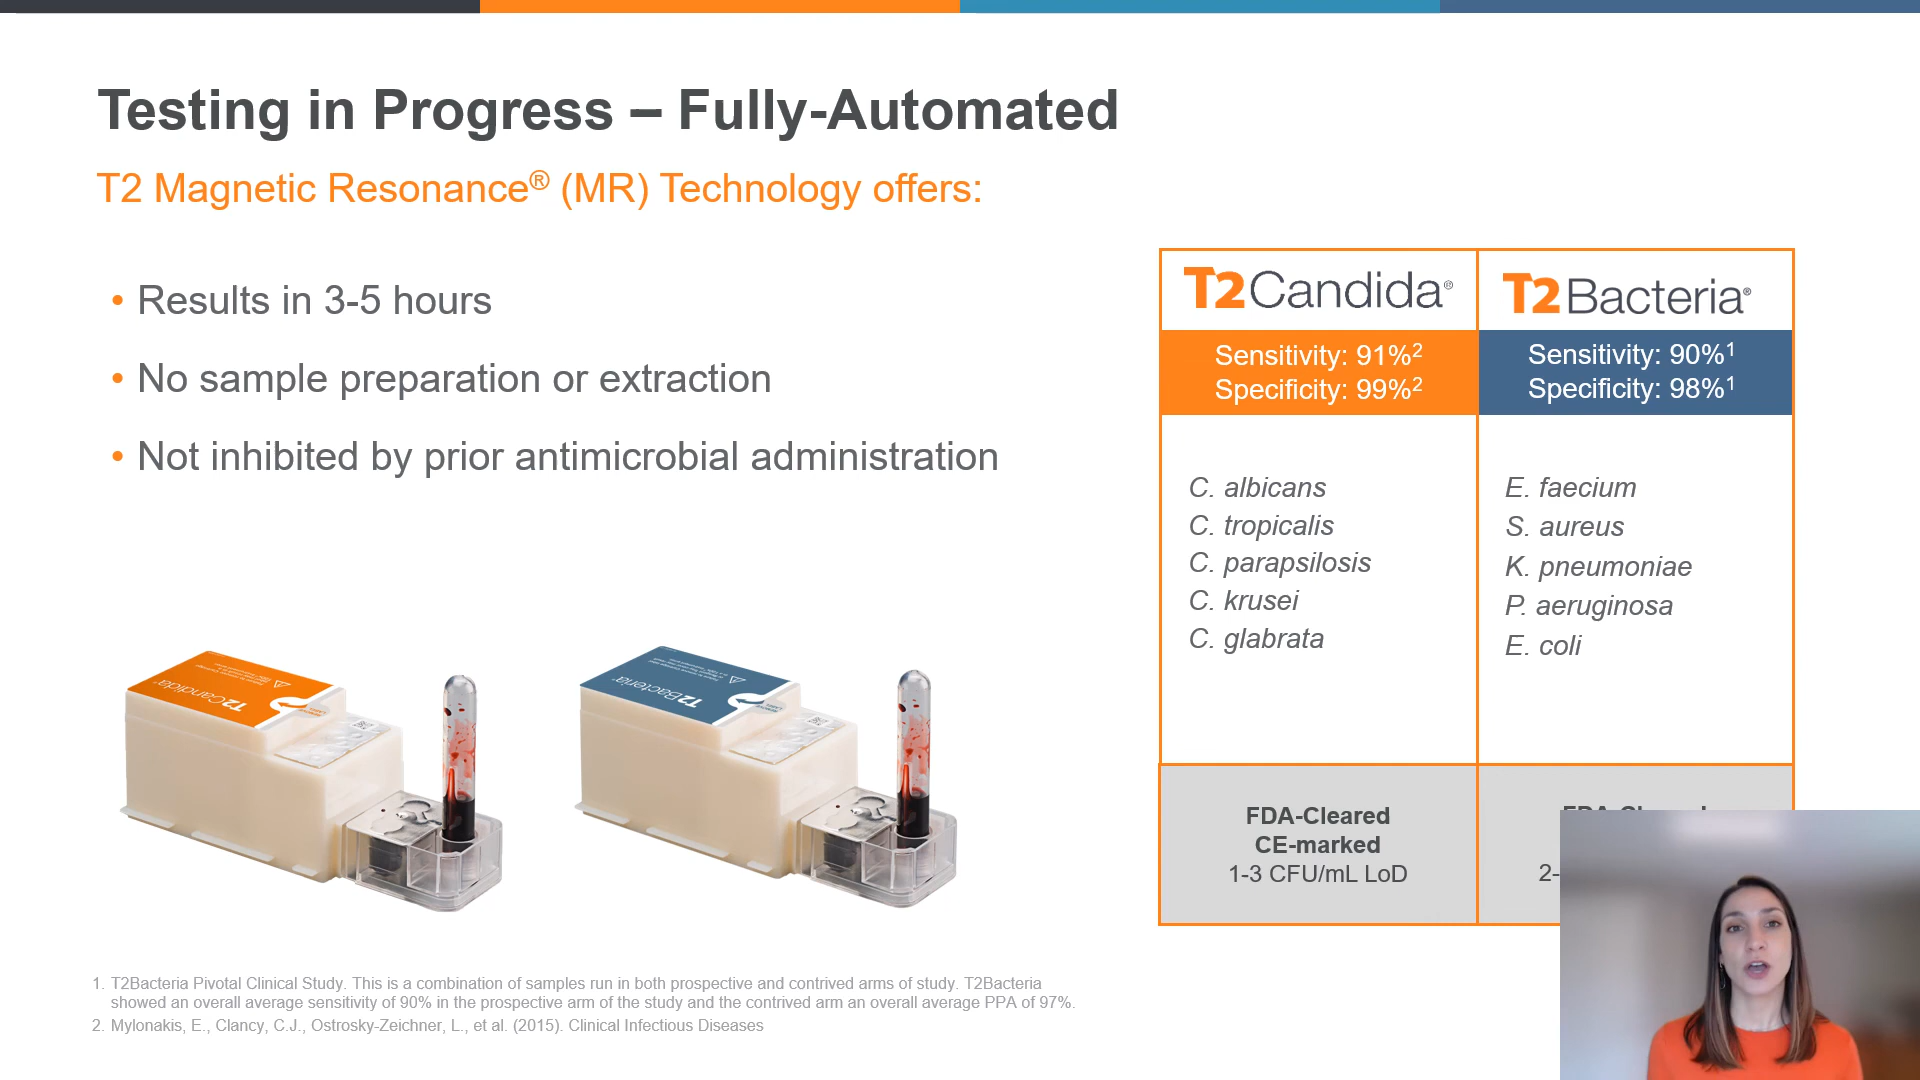 Testing in Progress – Fully-Automated
T2 Magnetic Resonance® (MR) Technology offers:
• Results in 3-5 hours
• No sample preparation or extraction
• Not inhibited by prior antimicrobial administration
T2Candida®
T2Bacteria®
Sensitivity: 91%²
Specificity: 99%²
Sensitivity: 90%¹
Specificity: 98%¹
C. albicans
C. tropicalis
C. parapsilosis
C. krusei
C. glabrata
E. faecium
S. aureus
K. pneumoniae
P. aeruginosa
E. coli
FDA-Cleared
CE-marked
1-3 CFU/mL LoD
2-
T2Candida
T2Bacteria
1. T2Bacteria Pivotal Clinical Study. This is a combination of samples run in both prospective and contrived arms of study. T2Bacteria
showed an overall average sensitivity of 90% in the prospective arm of the study and the contrived arm an overall average PPA of 97%.
2. Mylonakis, E., Clancy, C.J., Ostrosky-Zeichner, L., et al. (2015). Clinical Infectious Diseases